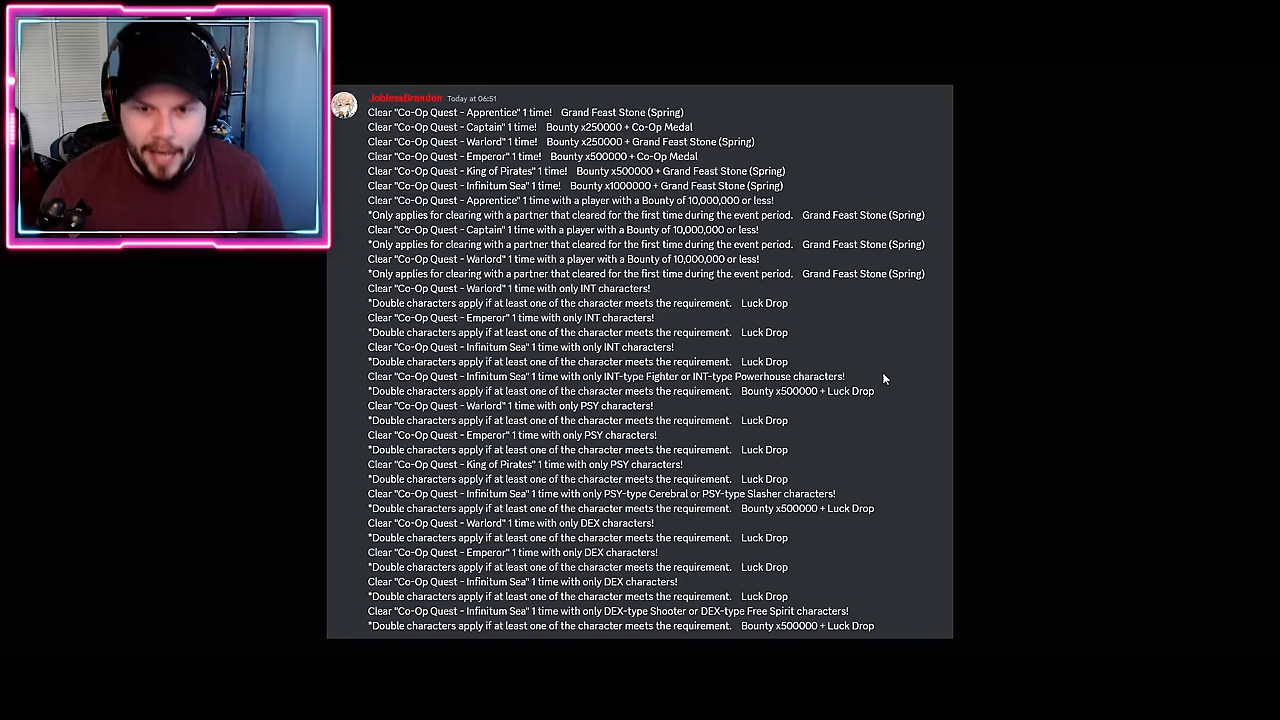 JoblessBrandon Today at 06:51
Clear "Co-Op Quest - Apprentice" 1 time! Grand Feast Stone (Spring)
Clear "Co-Op Quest - Captain" 1 time! Bounty x250000 + Co-Op Medal
Clear "Co-Op Quest - Warlord" 1 time! Bounty x250000 + Grand Feast Stone (Spring)
Clear "Co-Op Quest - Emperor" 1 time! Bounty x500000 + Co-Op Medal
Clear "Co-Op Quest - King of Pirates" 1 time! Bounty x500000 + Grand Feast Stone (Spring)
Clear "Co-Op Quest - Infinitum Sea" 1 time! Bounty x1000000 + Grand Feast Stone (Spring)
Clear "Co-Op Quest - Apprentice" 1 time with a player with a Bounty of 10,000,000 or less!
*Only applies for clearing with a partner that cleared for the first time during the event period. Grand Feast Stone (Spring)
Clear "Co-Op Quest - Captain" 1 time with a player with a Bounty of 10,000,000 or less!
*Only applies for clearing with a partner that cleared for the first time during the event period. Grand Feast Stone (Spring)
Clear "Co-Op Quest - Warlord" 1 time with a player with a Bounty of 10,000,000 or less!
*Only applies for clearing with a partner that cleared for the first time during the event period. Grand Feast Stone (Spring)
Clear "Co-Op Quest - Warlord" 1 time with only INT characters!
*Double characters apply if at least one of the character meets the requirement. Luck Drop
Clear "Co-Op Quest - Emperor" 1 time with only INT characters!
*Double characters apply if at least one of the character meets the requirement. Luck Drop
Clear "Co-Op Quest - Infinitum Sea" 1 time with only INT characters!
*Double characters apply if at least one of the character meets the requirement. Luck Drop
Clear "Co-Op Quest - Infinitum Sea" 1 time with only INT-type Fighter or INT-type Powerhouse characters!
*Double characters apply if at least one of the character meets the requirement. Bounty x500000 + Luck Drop
Clear "Co-Op Quest - Warlord" 1 time with only PSY characters!
*Double characters apply if at least one of the character meets the requirement. Luck Drop
Clear "Co-Op Quest - Emperor" 1 time with only PSY characters!
*Double characters apply if at least one of the character meets the requirement. Luck Drop
Clear "Co-Op Quest - King of Pirates" 1 time with only PSY characters!
*Double characters apply if at least one of the character meets the requirement. Luck Drop
Clear "Co-Op Quest - Infinitum Sea" 1 time with only PSY-type Cerebral or PSY-type Slasher characters!
*Double characters apply if at least one of the character meets the requirement. Bounty x500000 + Luck Drop
Clear "Co-Op Quest - Warlord" 1 time with only DEX characters!
*Double characters apply if at least one of the character meets the requirement. Luck Drop
Clear "Co-Op Quest - Emperor" 1 time with only DEX characters!
*Double characters apply if at least one of the character meets the requirement. Luck Drop
Clear "Co-Op Quest - Infinitum Sea" 1 time with only DEX characters!
*Double characters apply if at least one of the character meets the requirement. Luck Drop
Clear "Co-Op Quest - Infinitum Sea" 1 time with only DEX-type Shooter or DEX-type Free Spirit characters!
*Double characters apply if at least one of the character meets the requirement. Bounty x500000 + Luck Drop